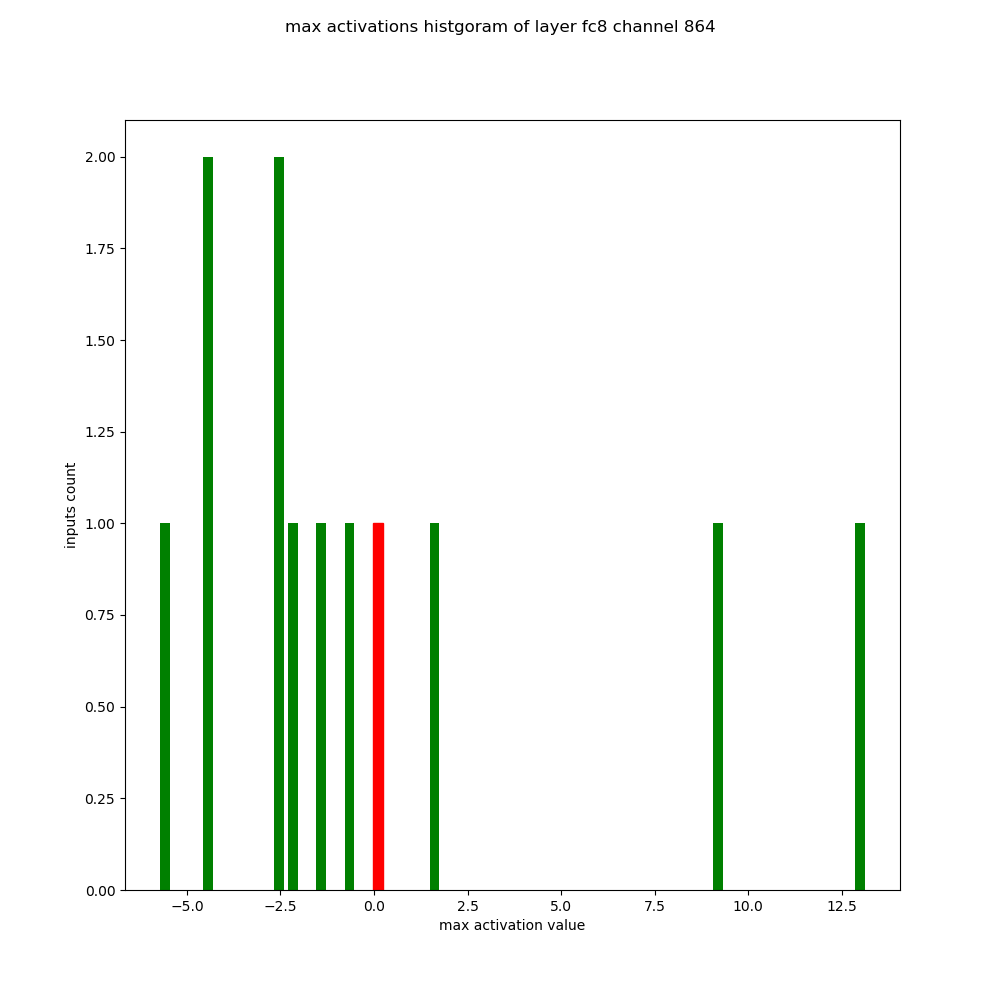 max activations histgoram of layer fc8 channel 864
2.00
1.75
1.50
1.25
1.00
0.75
0.50
0.25
0.00
inputs count
−5.0 −2.5 0.0 2.5 5.0 7.5 10.0 12.5
max activation value